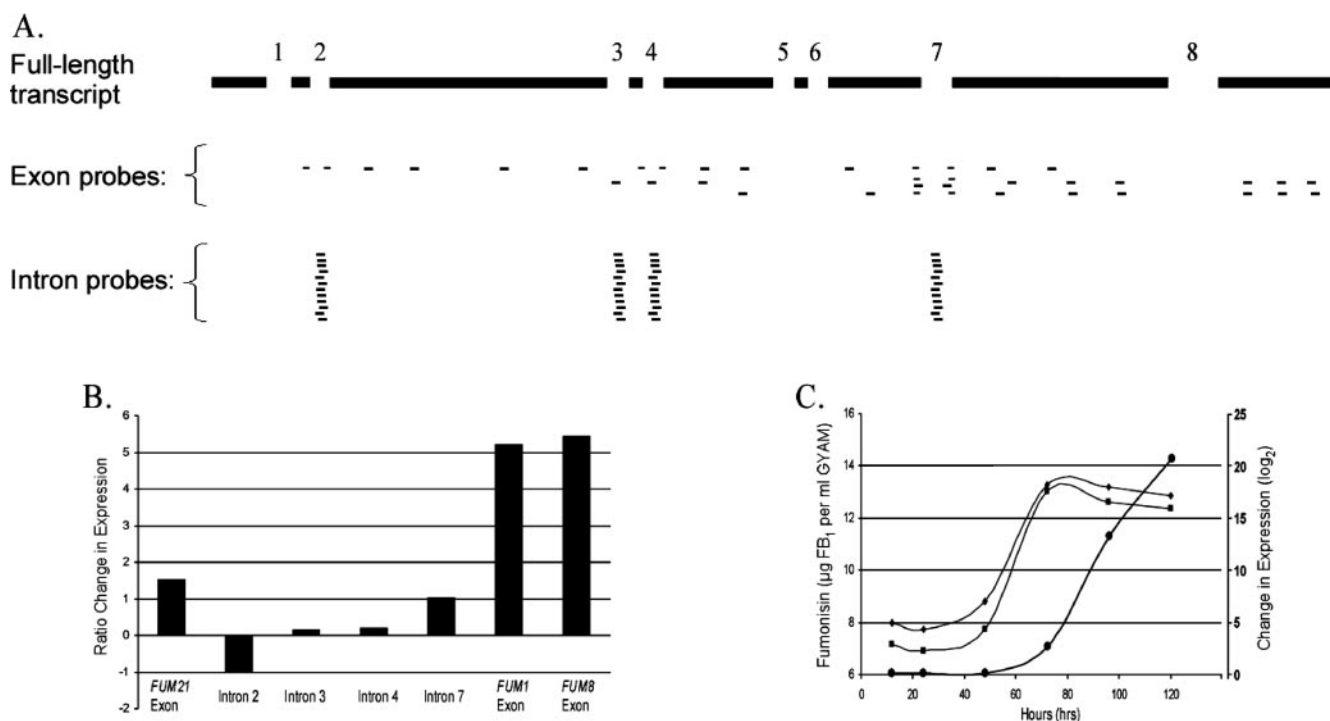 A.
Full-length
transcript
1 2 3 4 5 6 7 8
Exon probes:
Intron probes:
B.
Ratio Change in Expression
6
5
4
3
2
1
0
-1
-2
FUM21
Exon
Intron 2
Intron 3
Intron 4
Intron 7
FUM1
Exon
FUM8
Exon
C.
Fumonisin (µg FB₁ per ml GYAM)
16
14
12
10
8
6
Change in Expression (log₂)
25
20
15
10
5
0
0 20 40 60 80 100 120
Hours (hrs)